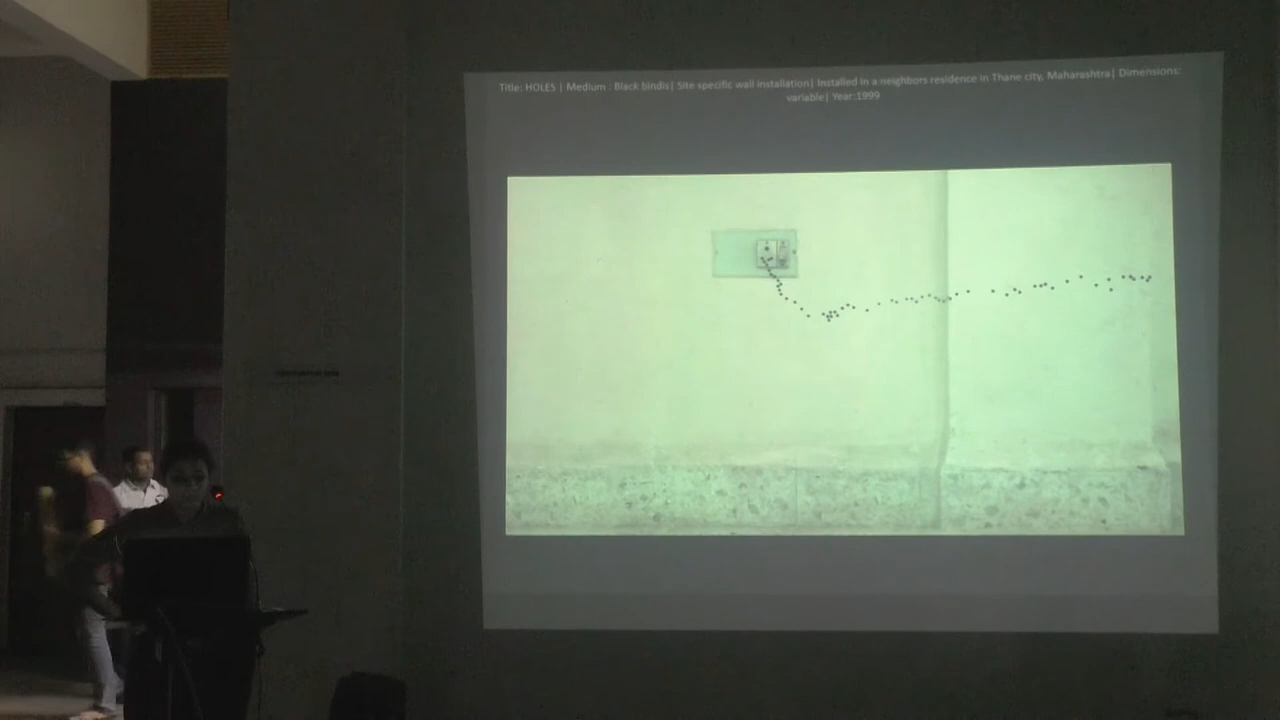 Title: HOLES | Medium : Black bindis| Site specific wall installation| Installed in a neighbors residence in Thane city, Maharashtra| Dimensions:
variable| Year:1999